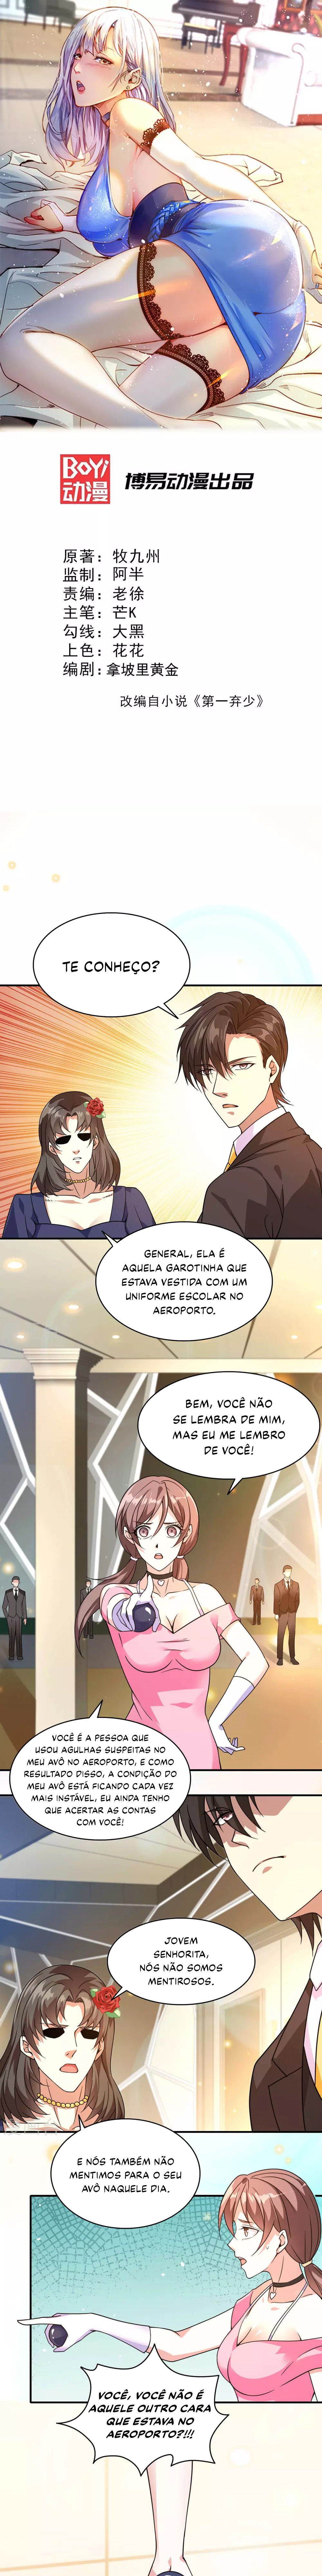 BOYI
动漫
博易动漫出品
原著：牧九州
监制：阿半
责编：老徐
主笔：芒K
勾线：大黑
上色：花花
编剧：拿坡里黄金
改编自小说《第一弃少》
TE CONHEÇO?
GENERAL, ELA É
AQUELA GAROTINHA QUE
ESTAVA VESTIDA COM UM
UNIFORME ESCOLAR NO
AEROPORTO.
BEM, VOCÊ NÃO
SE LEMBRA DE MIM,
MAS EU ME LEMBRO
DE VOCÊ!
VOCÊ É A PESSOA QUE
USOU AGULHAS SUSPEITAS NO
MEU AVÔ NO AEROPORTO, E COMO
RESULTADO DISSO, A CONDIÇÃO DO
MEU AVÔ ESTÁ FICANDO CADA VEZ
MAIS INSTÁVEL, EU AINDA TENHO
QUE ACERTAR AS CONTAS
COM VOCÊ!
JOVEM
SENHORITA,
NÓS NÃO SOMOS
MENTIROSOS.
E NÓS TAMBÉM NÃO
MENTIMOS PARA O SEU
AVÔ NAQUELE DIA.
VOCÊ, VOCÊ NÃO É
AQUELE OUTRO CARA
QUE ESTAVA NO
AEROPORTO?!!!